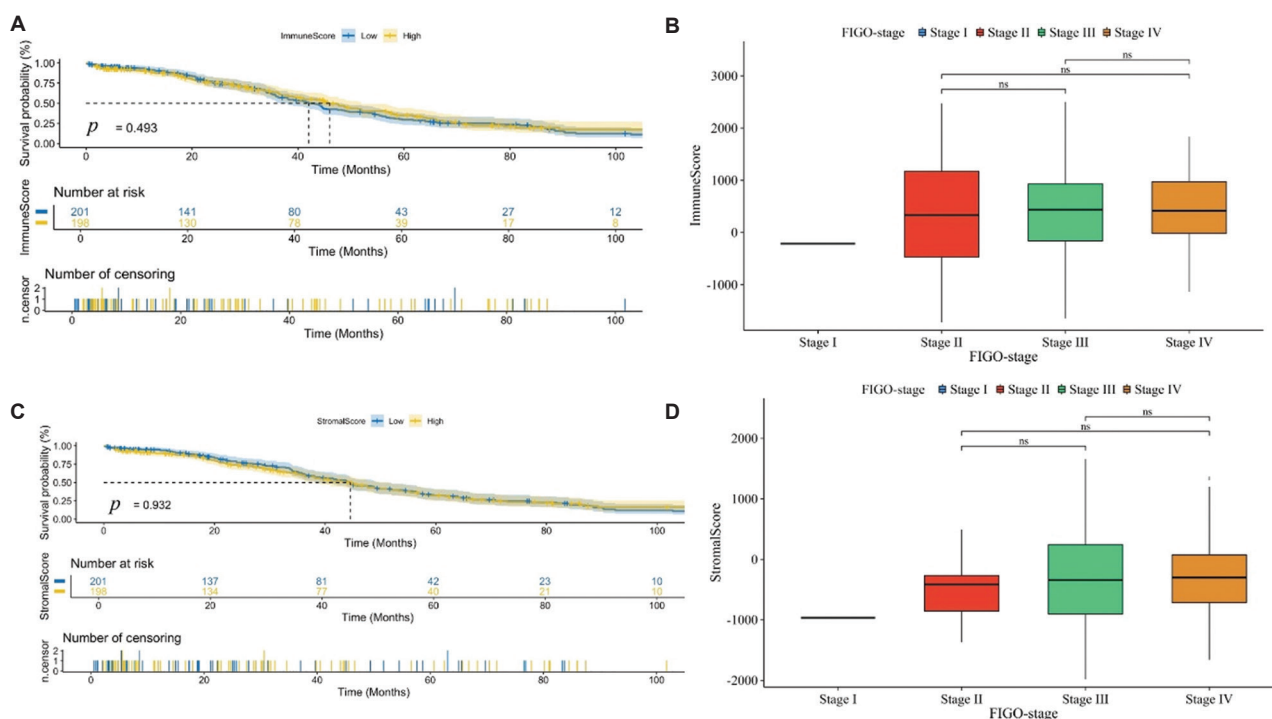 A
ImmuneScore Low High
Survival probability (%)
1.00
0.75
0.50
0.25
0.00
p = 0.493
0 20 40 60 80 100
Time (Months)
Number at risk
ImmuneScore
201 141 80 43 27 12
198 130 78 39 17 8
0 20 40 60 80 100
Time (Months)
Number of censoring
n.censor
2
1
0
0 20 40 60 80 100
Time (Months)
B
FIGO-stage Stage I Stage II Stage III Stage IV
ImmuneScore
3000
2000
1000
0
-1000
ns
ns
ns
Stage I Stage II Stage III Stage IV
FIGO-stage
C
StromalScore Low High
Survival probability (%)
1.00
0.75
0.50
0.25
0.00
p = 0.932
0 20 40 60 80 100
Time (Months)
Number at risk
StromalScore
201 137 81 42 23 10
198 134 77 40 21 10
0 20 40 60 80 100
Time (Months)
Number of censoring
n.censor
2
1
0
0 20 40 60 80 100
Time (Months)
D
FIGO-stage Stage I Stage II Stage III Stage IV
StromalScore
2000
1000
0
-1000
-2000
ns
ns
ns
Stage I Stage II Stage III Stage IV
FIGO-stage